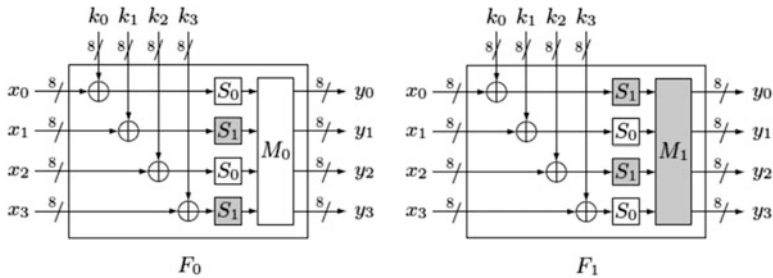 k₀ k₁ k₂ k₃ k₀ k₁ k₂ k₃
8 8 8 8 8 8 8 8
x₀ 8 S₀ 8 y₀ x₀ 8 S₁ 8 y₀
x₁ 8 S₁ 8 y₁ x₁ 8 S₀ 8 y₁
M₀ M₁
x₂ 8 S₀ 8 y₂ x₂ 8 S₁ 8 y₂
x₃ 8 S₁ 8 y₃ x₃ 8 S₀ 8 y₃
F₀ F₁